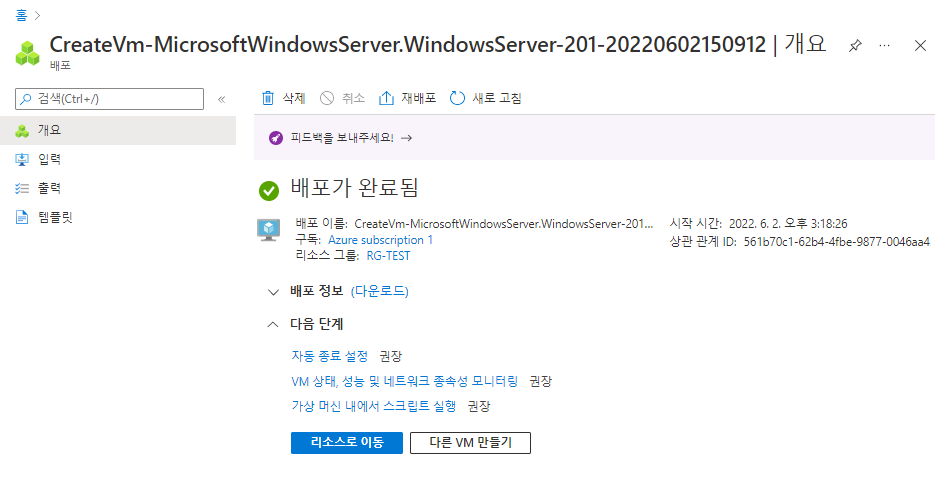 홈
CreateVm-MicrosoftWindowsServer.WindowsServer-201-20220602150912 | 개요
배포
검색(Ctrl+/)
개요
입력
출력
템플릿
삭제 취소 재배포 새로 고침
피드백을 보내주세요! →
배포가 완료됨
배포 이름: CreateVm-MicrosoftWindowsServer.WindowsServer-201... 시작 시간: 2022. 6. 2. 오후 3:18:26
구독: Azure subscription 1 상관 관계 ID: 561b70c1-62b4-4fbe-9877-0046aa4
리소스 그룹: RG-TEST
배포 정보 (다운로드)
다음 단계
자동 종료 설정 권장
VM 상태, 성능 및 네트워크 종속성 모니터링 권장
가상 머신 내에서 스크립트 실행 권장
리소스로 이동 다른 VM 만들기